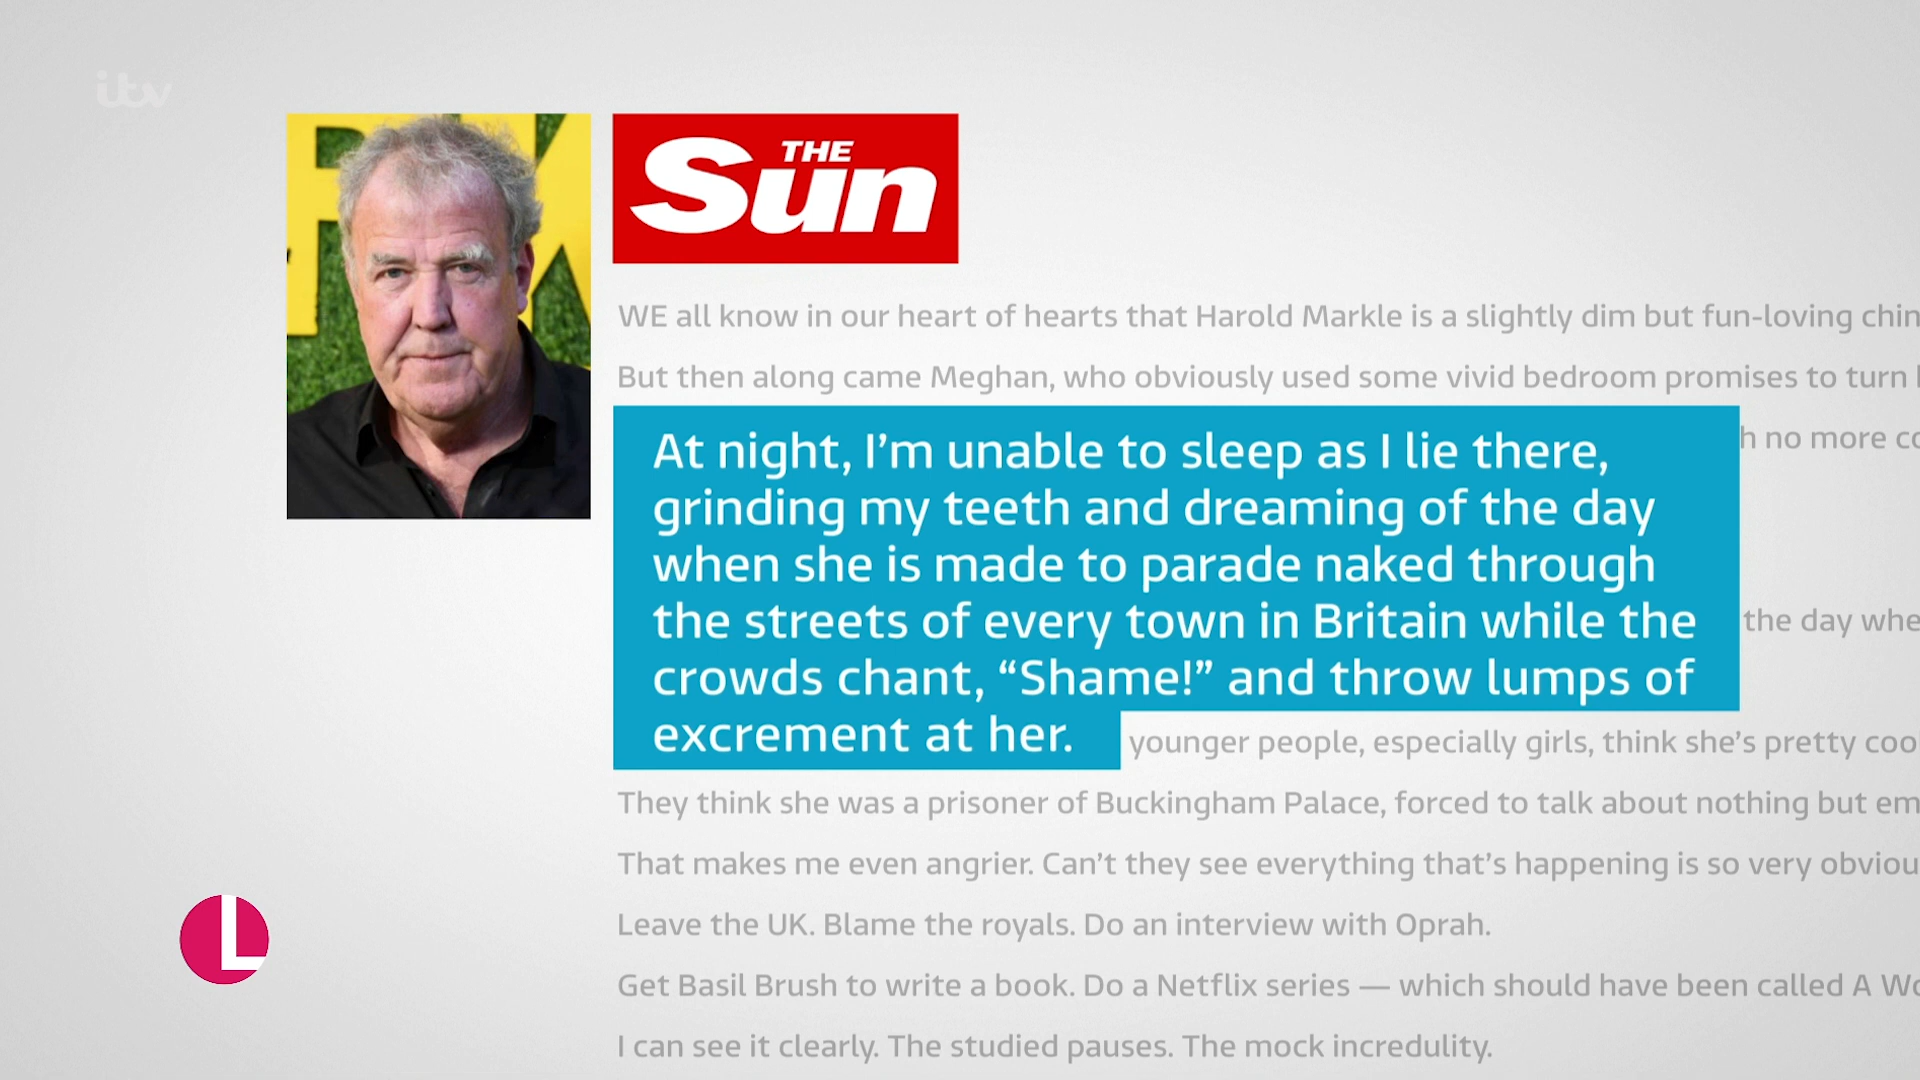 itv
THE
Sun
WE all know in our heart of hearts that Harold Markle is a slightly dim but fun-loving chin
But then along came Meghan, who obviously used some vivid bedroom promises to turn
h no more co
At night, I'm unable to sleep as I lie there,
grinding my teeth and dreaming of the day
when she is made to parade naked through
the streets of every town in Britain while the
the day whe
crowds chant, “Shame!” and throw lumps of
excrement at her.
younger people, especially girls, think she's pretty coo
They think she was a prisoner of Buckingham Palace, forced to talk about nothing but em
That makes me even angrier. Can't they see everything that's happening is so very obviou
Leave the UK. Blame the royals. Do an interview with Oprah.
Get Basil Brush to write a book. Do a Netflix series — which should have been called A Wo
I can see it clearly. The studied pauses. The mock incredulity.
L